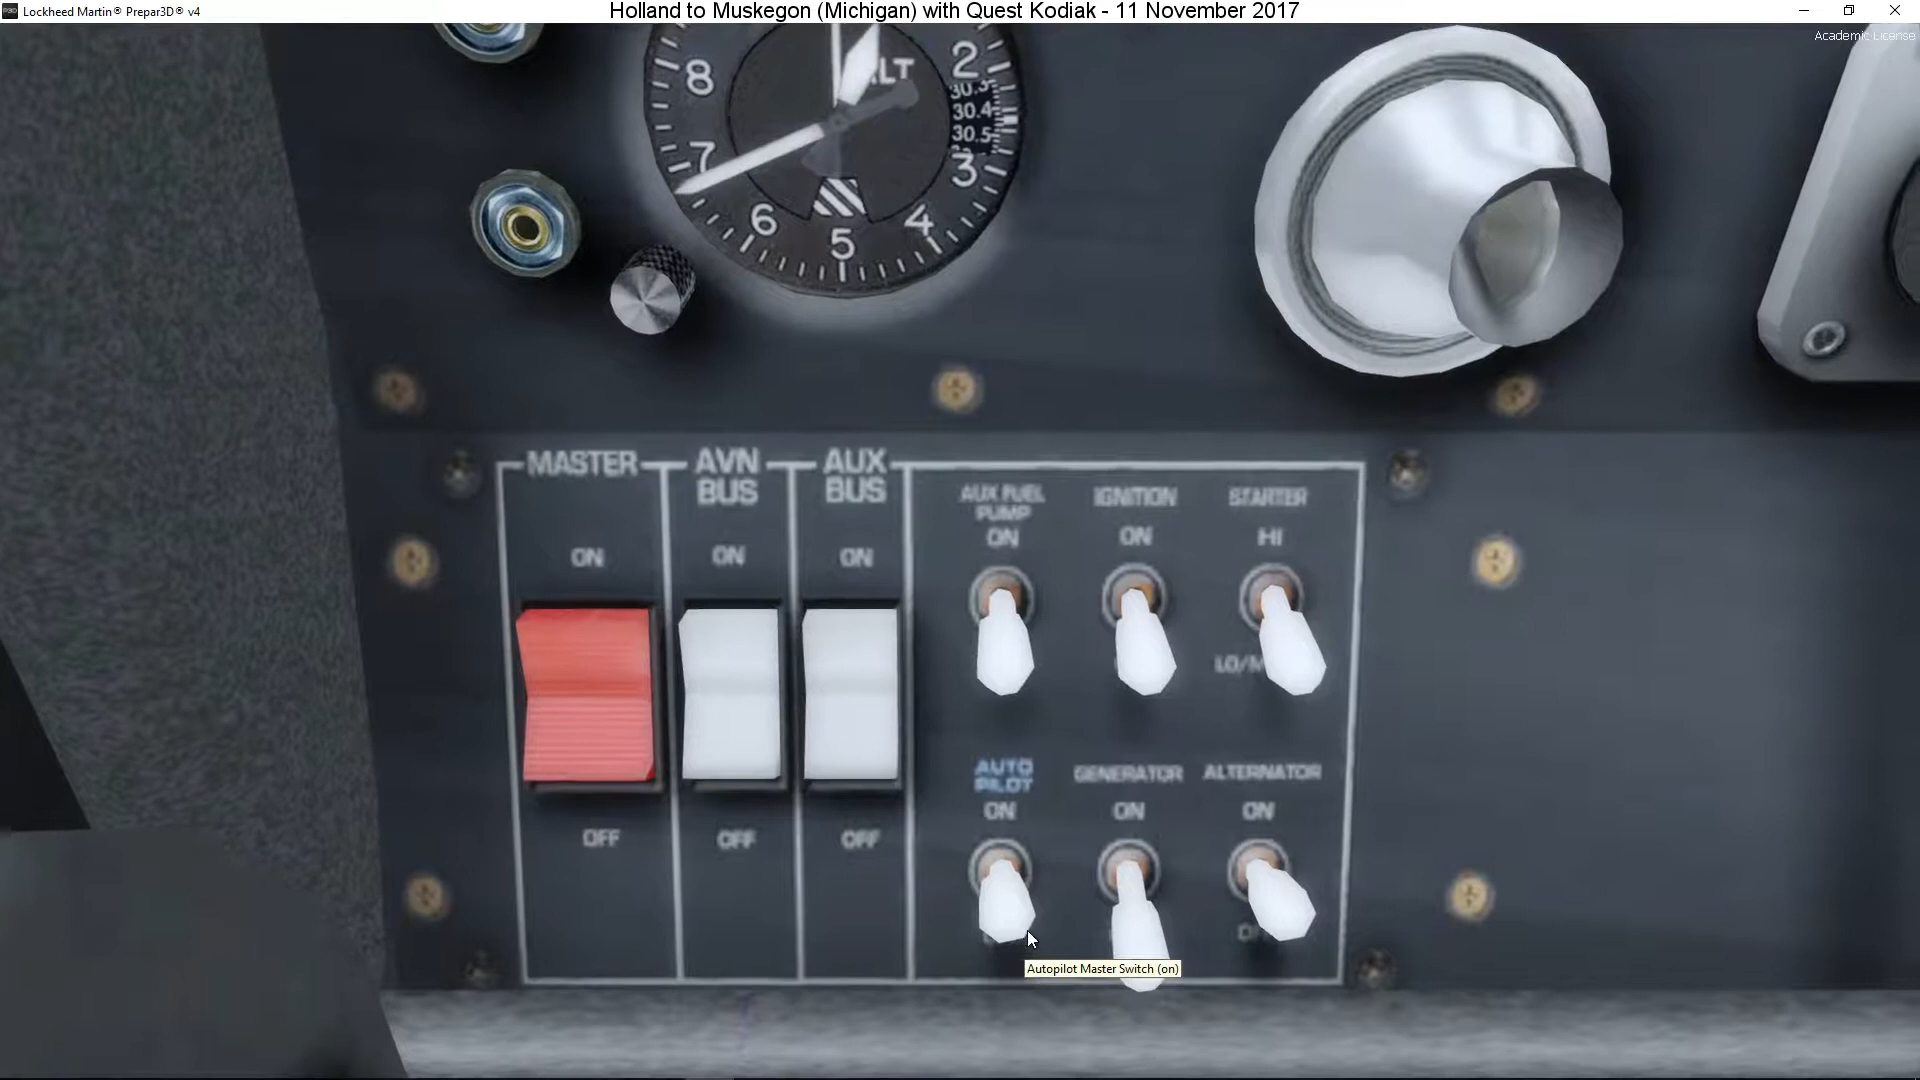 Lockheed Martin® Prepar3D® v4
Holland to Muskegon (Michigan) with Quest Kodiak - 11 November 2017
Academic License
8
ALT
2
30.3
30.4
30.5
7
3
6
4
5
MASTER
AVN
BUS
AUX
BUS
AUX FUEL
PUMP
IGNITION
STARTER
ON
ON
ON
ON
ON
HI
LO/M
AUTO
PILOT
GENERATOR
ALTERNATOR
ON
ON
ON
OFF
OFF
OFF
Autopilot Master Switch (on)